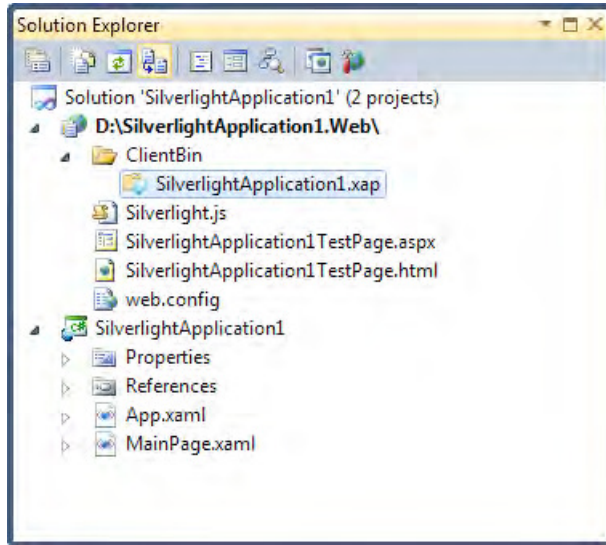 Solution Explorer
Solution 'SilverlightApplication1' (2 projects)
D:\SilverlightApplication1.Web\
ClientBin
SilverlightApplication1.xap
Silverlight.js
SilverlightApplication1TestPage.aspx
SilverlightApplication1TestPage.html
web.config
SilverlightApplication1
Properties
References
App.xaml
MainPage.xaml